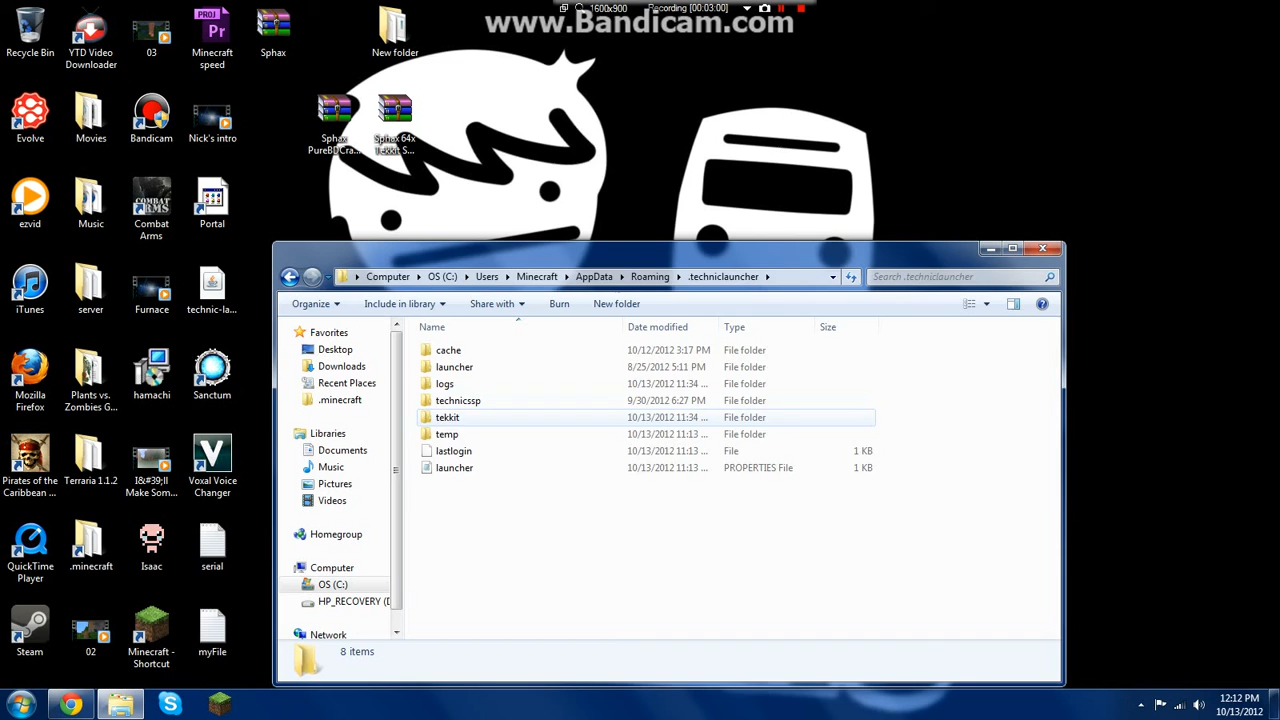 1600x900
Recording [00:03:00]
www.Bandicam.com
Recycle Bin
YTD Video
Downloader
03
Minecraft
speed
Sphax
New folder
Evolve
Movies
Bandicam
Nick's intro
Sphax
PureBDCra...
Sphax 64x
Tekkit S...
ezvid
Music
Combat
Arms
Portal
iTunes
server
Furnace
technic-la...
Mozilla
Firefox
Plants vs.
Zombies G...
hamachi
Sanctum
Pirates of the
Caribbean ...
Terraria 1.1.2
I&#39;ll
Make Som...
Voxal Voice
Changer
QuickTime
Player
.minecraft
Isaac
serial
Steam
02
Minecraft -
Shortcut
myFile
Computer
OS (C:)
Users
Minecraft
AppData
Roaming
.techniclauncher
Search .techniclauncher
Organize
Include in library
Share with
Burn
New folder
Favorites
Desktop
Downloads
Recent Places
.minecraft
Libraries
Documents
Music
Pictures
Videos
Homegroup
Computer
OS (C:)
HP_RECOVERY (D
Network
Name Date modified Type Size
cache 10/12/2012 3:17 PM File folder
launcher 8/25/2012 5:11 PM File folder
logs 10/13/2012 11:34 ... File folder
technicssp 9/30/2012 6:27 PM File folder
tekkit 10/13/2012 11:34 ... File folder
temp 10/13/2012 11:13 ... File folder
lastlogin 10/13/2012 11:13 ... File 1 KB
launcher 10/13/2012 11:13 ... PROPERTIES File 1 KB
8 items
12:12 PM
10/13/2012